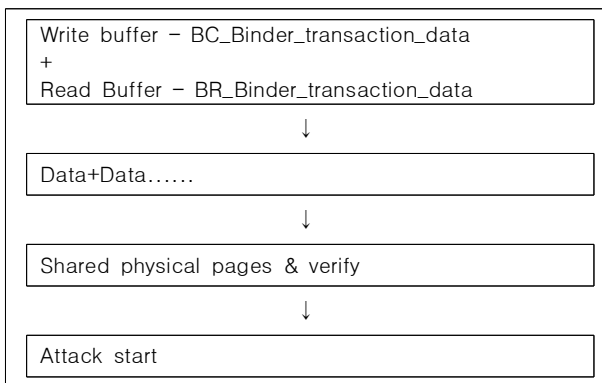 Write buffer – BC_Binder_transaction_data
+
Read Buffer – BR_Binder_transaction_data
↓
Data+Data......
↓
Shared physical pages & verify
↓
Attack start